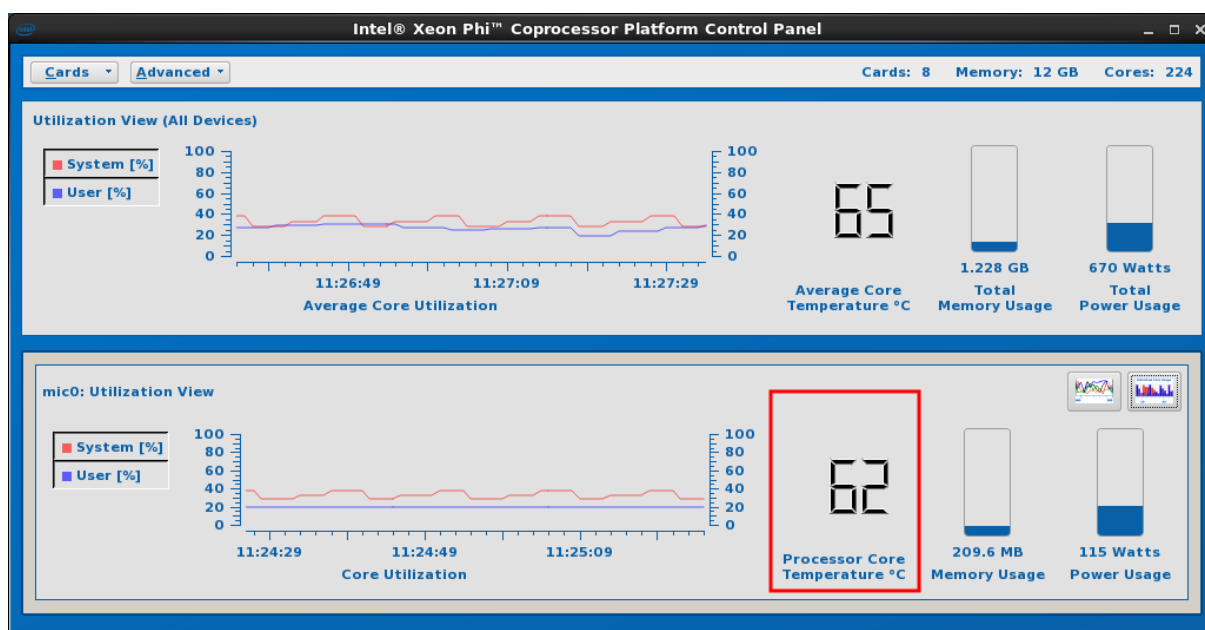 Intel® Xeon Phi™ Coprocessor Platform Control Panel
Cards Advanced Cards: 8 Memory: 12 GB Cores: 224
Utilization View (All Devices)
System [%]
User [%]
100
80
60
40
20
0
100
80
60
40
20
0
11:26:49 11:27:09 11:27:29
Average Core Utilization
65
Average Core
Temperature °C
1.228 GB
Total
Memory Usage
670 Watts
Total
Power Usage
mic0: Utilization View
System [%]
User [%]
100
80
60
40
20
0
100
80
60
40
20
0
11:24:29 11:24:49 11:25:09
Core Utilization
62
Processor Core
Temperature °C
209.6 MB
Memory Usage
115 Watts
Power Usage